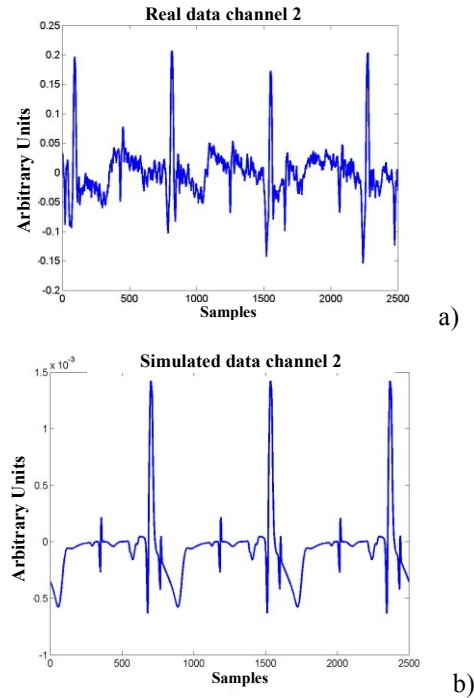 Real data channel 2
0.25
0.2
0.15
0.1
0.05
0
-0.05
-0.1
-0.15
-0.2
Arbitrary Units
0 500 1000 1500 2000 2500
Samples
a)
Simulated data channel 2
x 10⁻³
1.5
1
0.5
0
0.5
-1
Arbitrary Units
0 500 1000 1500 2000 2500
Samples
b)